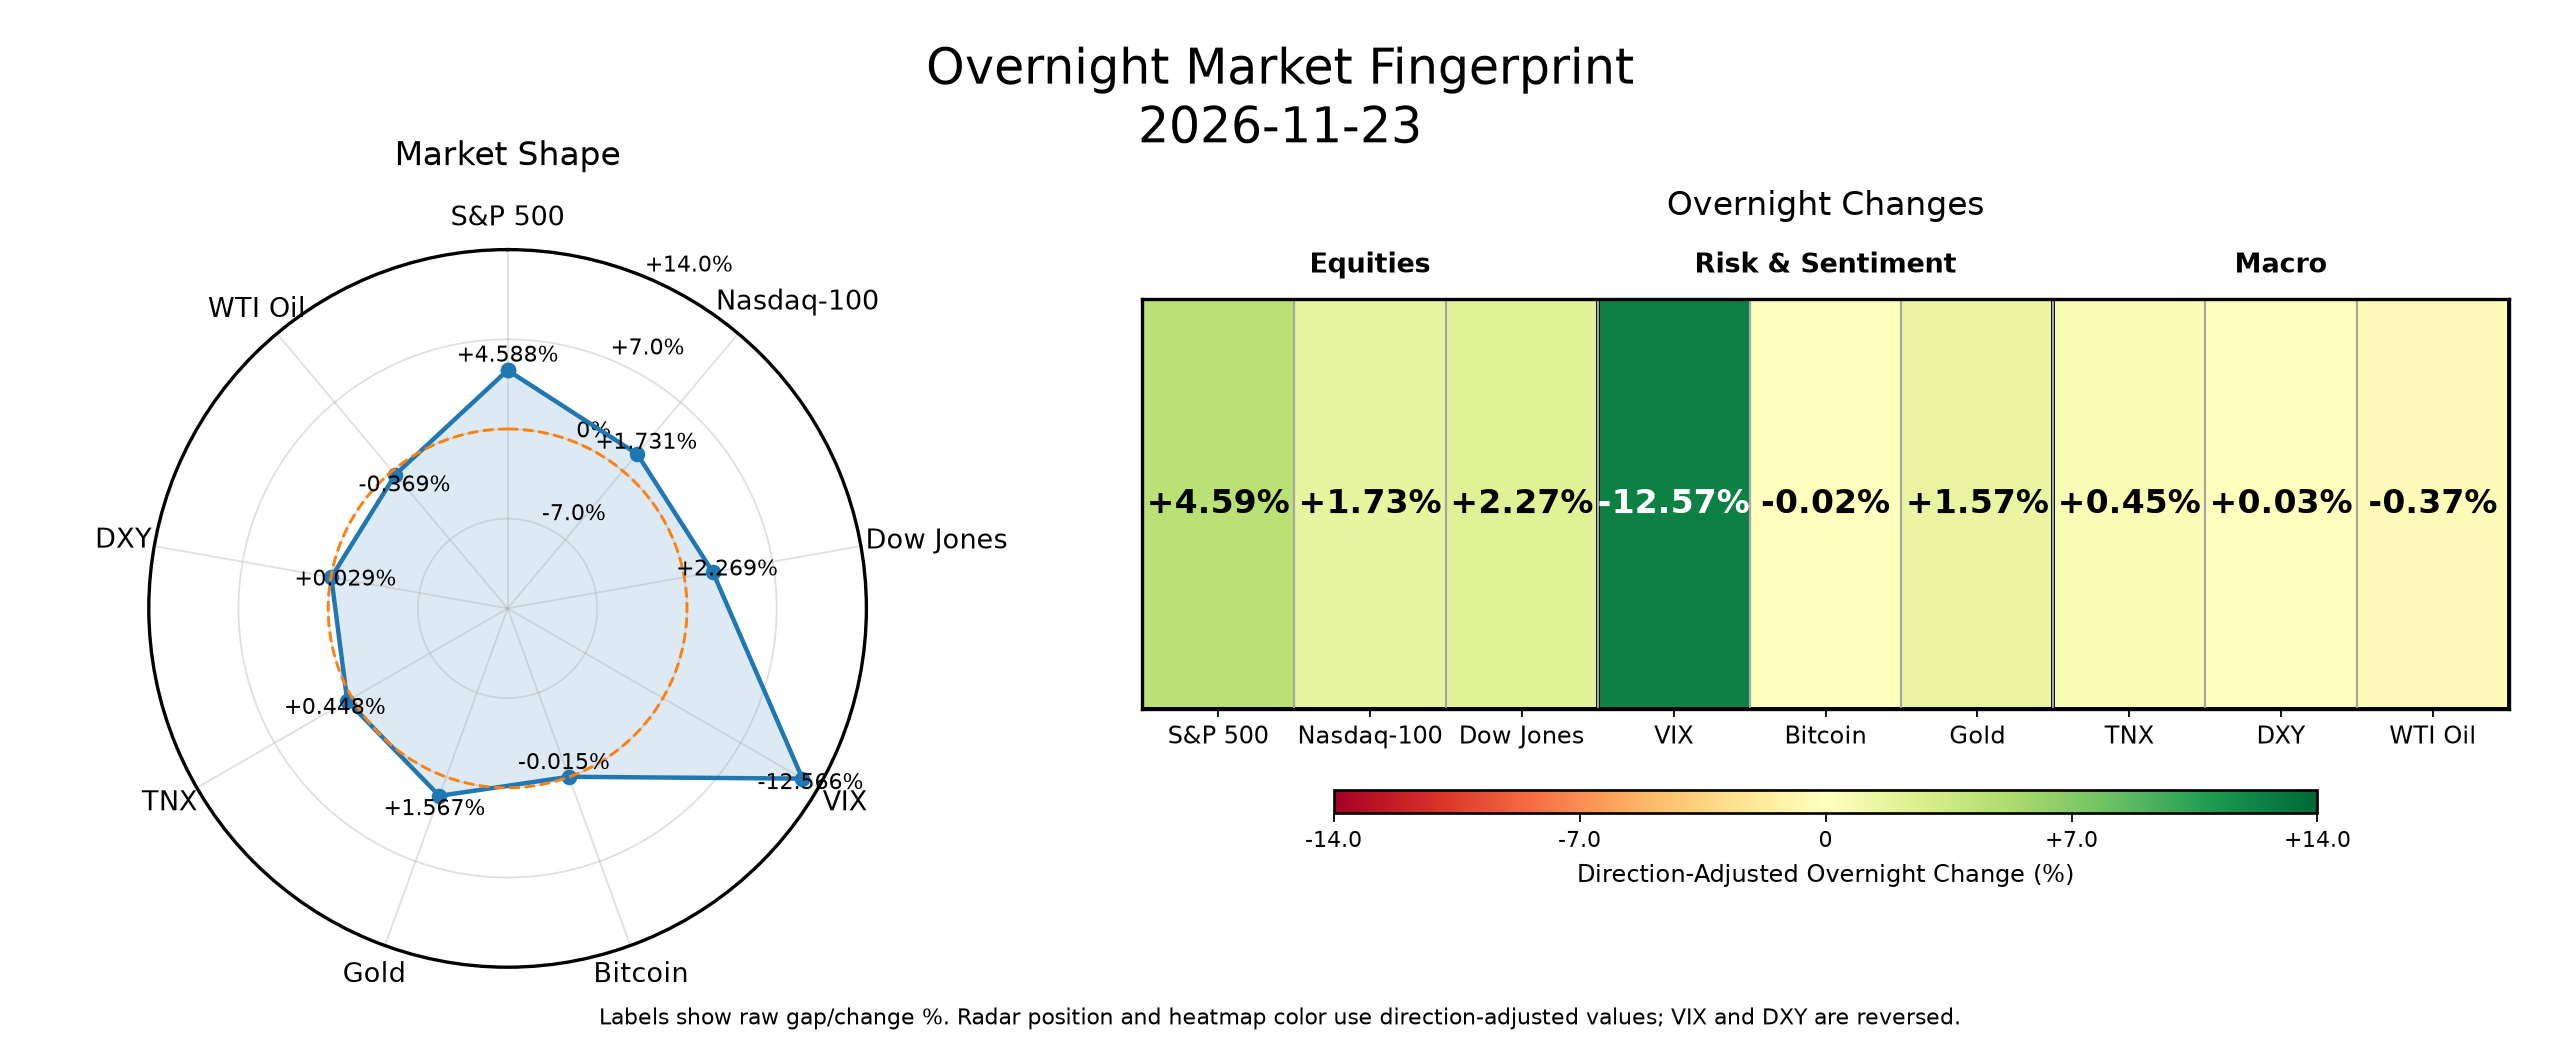 Overnight Market Fingerprint
2026-11-23
Market Shape
S&P 500
+14.0%
Nasdaq-100
WTI Oil
+7.0%
+4.588%
0%
+1.731%
-0.369%
-7.0%
DXY
Dow Jones
+2.269%
+0.029%
+0.448%
-0.015%
-12.566%
TNX
VIX
+1.567%
Gold
Bitcoin
Overnight Changes
Equities Risk & Sentiment Macro
+4.59% +1.73% +2.27% -12.57% -0.02% +1.57% +0.45% +0.03% -0.37%
S&P 500 Nasdaq-100 Dow Jones VIX Bitcoin Gold TNX DXY WTI Oil
-14.0 -7.0 0 +7.0 +14.0
Direction-Adjusted Overnight Change (%)
Labels show raw gap/change %. Radar position and heatmap color use direction-adjusted values; VIX and DXY are reversed.